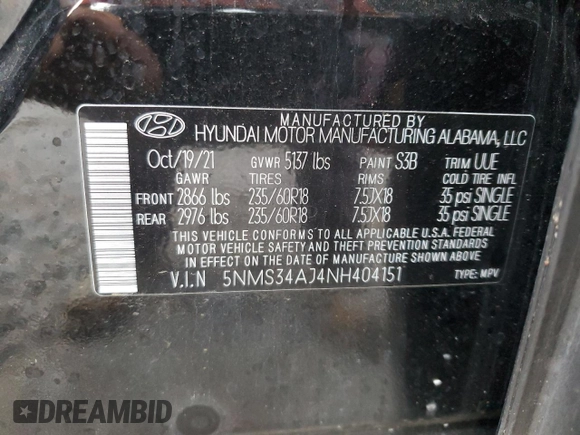 MANUFACTURED BY
HYUNDAI MOTOR MANUFACTURING ALABAMA, LLC
Oct/19/21 GVWR 5137 lbs PAINT S3B TRIM UUE
GAWR TIRES RIMS COLD TIRE INFL
FRONT 2866 lbs 235/60R18 7.5JX18 35 psi SINGLE
REAR 2976 lbs 235/60R18 7.5JX18 35 psi SINGLE
THIS VEHICLE CONFORMS TO ALL APPLICABLE U.S.A. FEDERAL
MOTOR VEHICLE SAFETY, BUMPER, AND THEFT PREVENTION
STANDARDS IN EFFECT ON THE DATE OF MANUFACTURE SHOWN ABOVE.
V.I.N 5NMS34AJ4NH404151 TYPE: MPV
DREAMBID